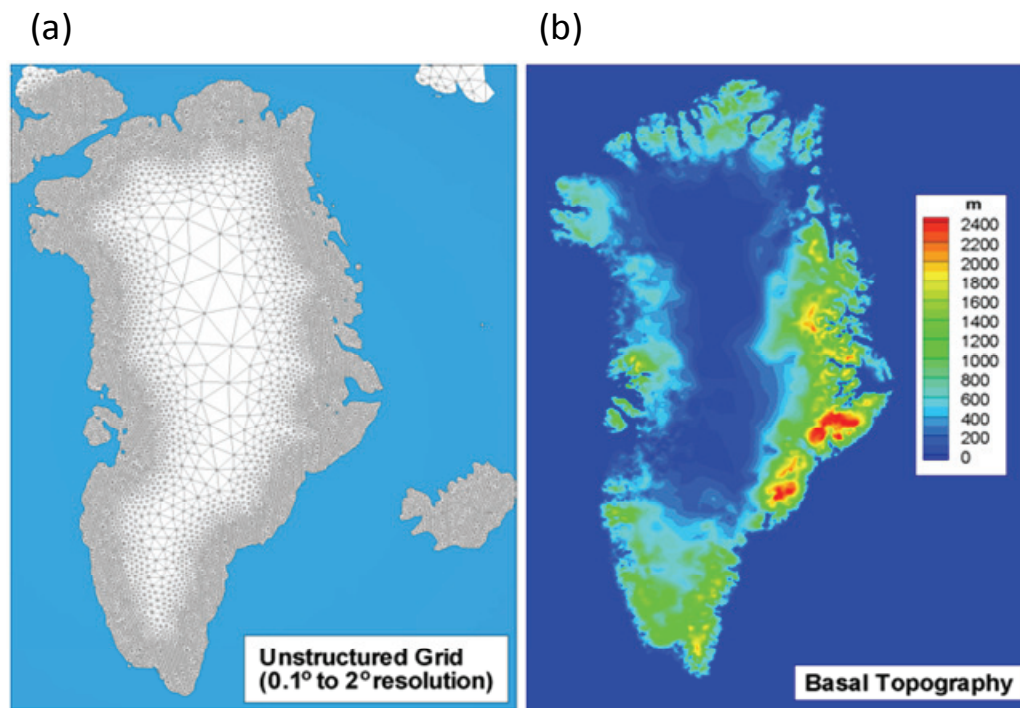 (a)
(b)
Unstructured Grid
(0.1° to 2° resolution)
m
2400
2200
2000
1800
1600
1400
1200
1000
800
600
400
200
0
Basal Topography